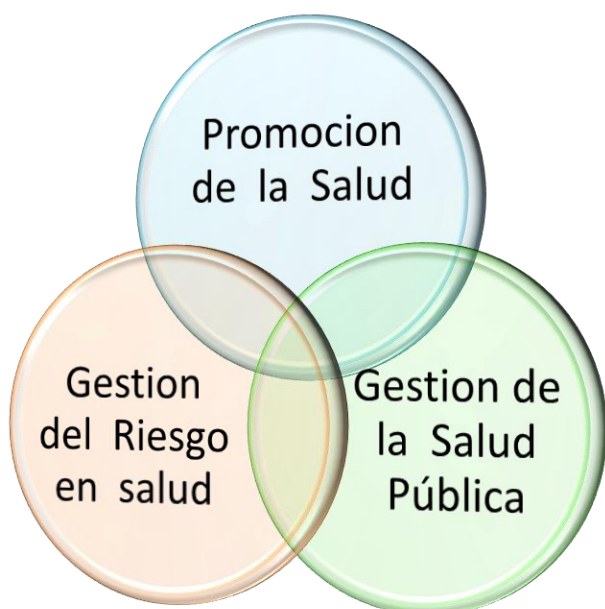 Promocion
de la Salud
Gestion
del Riesgo
en salud
Gestion de
la Salud
Pública